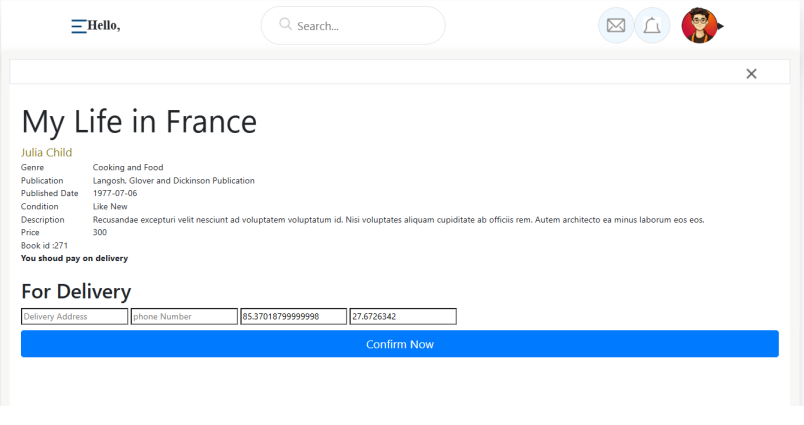 Hello,
Search...
My Life in France
Julia Child
Genre Cooking and Food
Publication Langosh, Glover and Dickinson Publication
Published Date 1977-07-06
Condition Like New
Description Recusandae excepturi velit nesciunt ad voluptatem voluptatum id. Nisi voluptates aliquam cupiditate ab officiis rem. Autem architecto ea minus laborum eos eos.
Price 300
Book id :271
You shoud pay on delivery
For Delivery
Delivery Address phone Number 85.37018799999998 27.6726342
Confirm Now